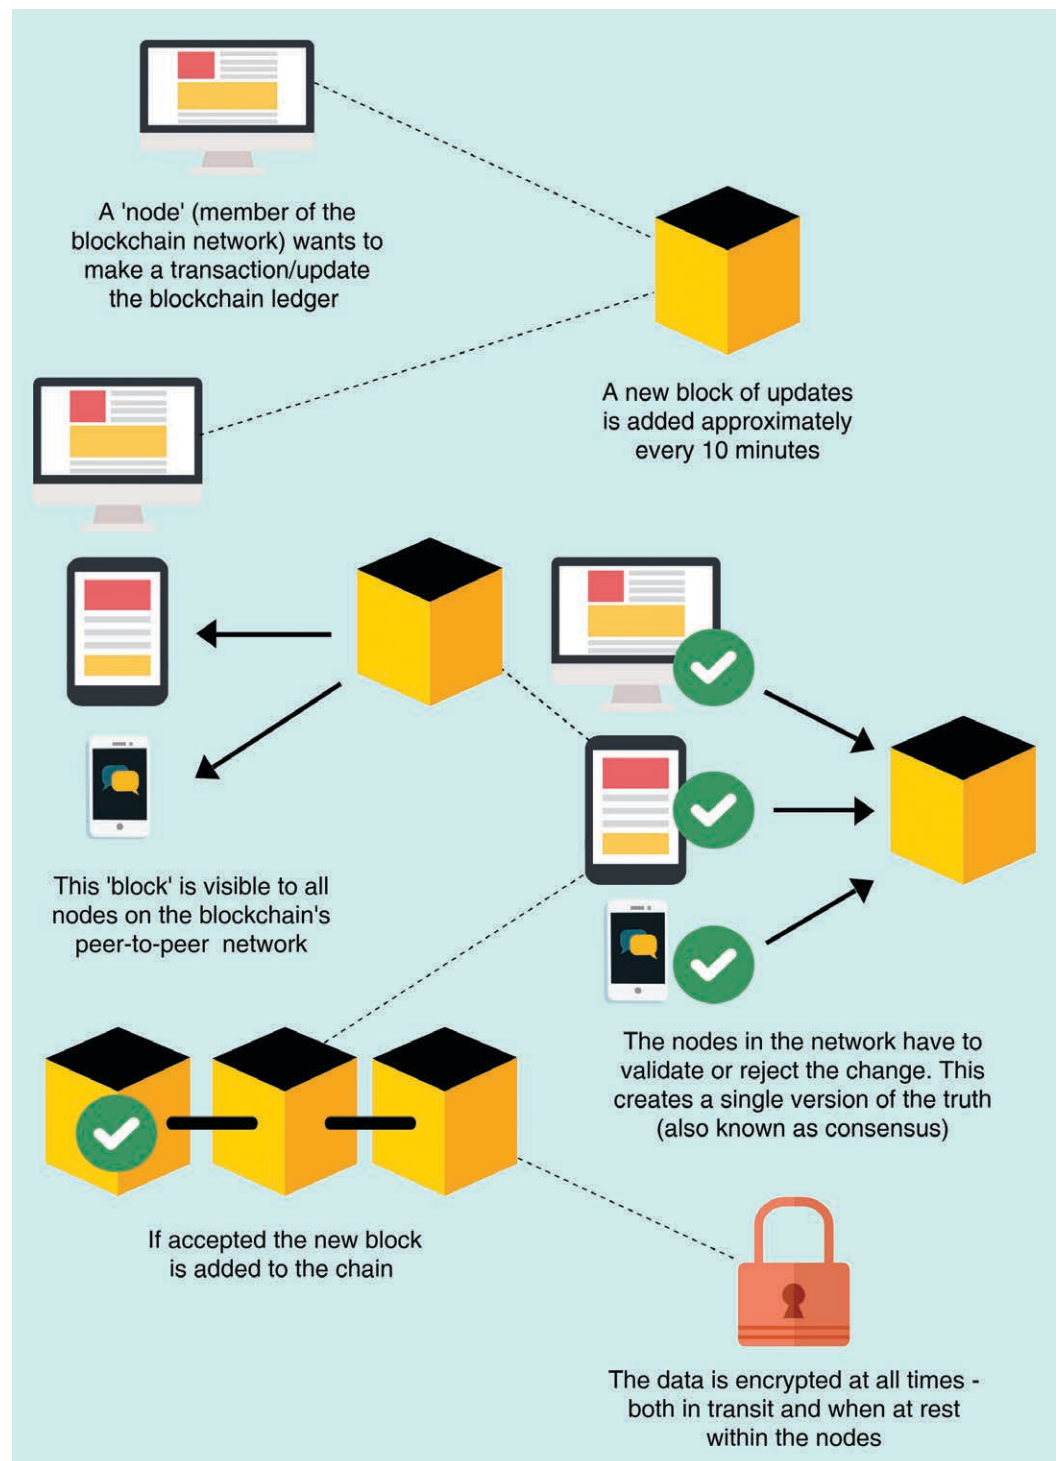 A 'node' (member of the
blockchain network) wants to
make a transaction/update
the blockchain ledger
A new block of updates
is added approximately
every 10 minutes
This 'block' is visible to all
nodes on the blockchain's
peer-to-peer network
The nodes in the network have to
validate or reject the change. This
creates a single version of the truth
(also known as consensus)
If accepted the new block
is added to the chain
The data is encrypted at all times -
both in transit and when at rest
within the nodes